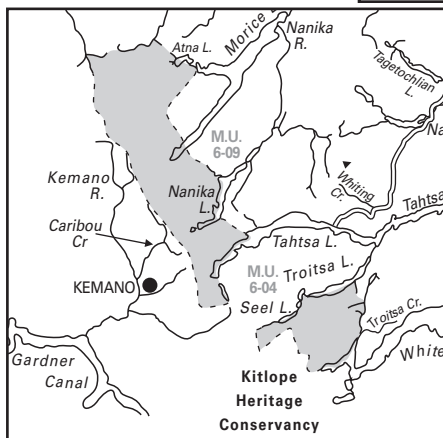 Atna L.
Morice
Nanika
R.
Tagetochlain
L.
Na
M.U.
6-09
Kemano
R.
Whiting
Cr.
Nanika
L.
Tahtsa
Caribou
Cr
Tahtsa L.
M.U.
6-04
Troitsa L.
KEMANO
Seel L.
Troitsa Cr.
White
Gardner
Canal
Kitlope
Heritage
Conservancy